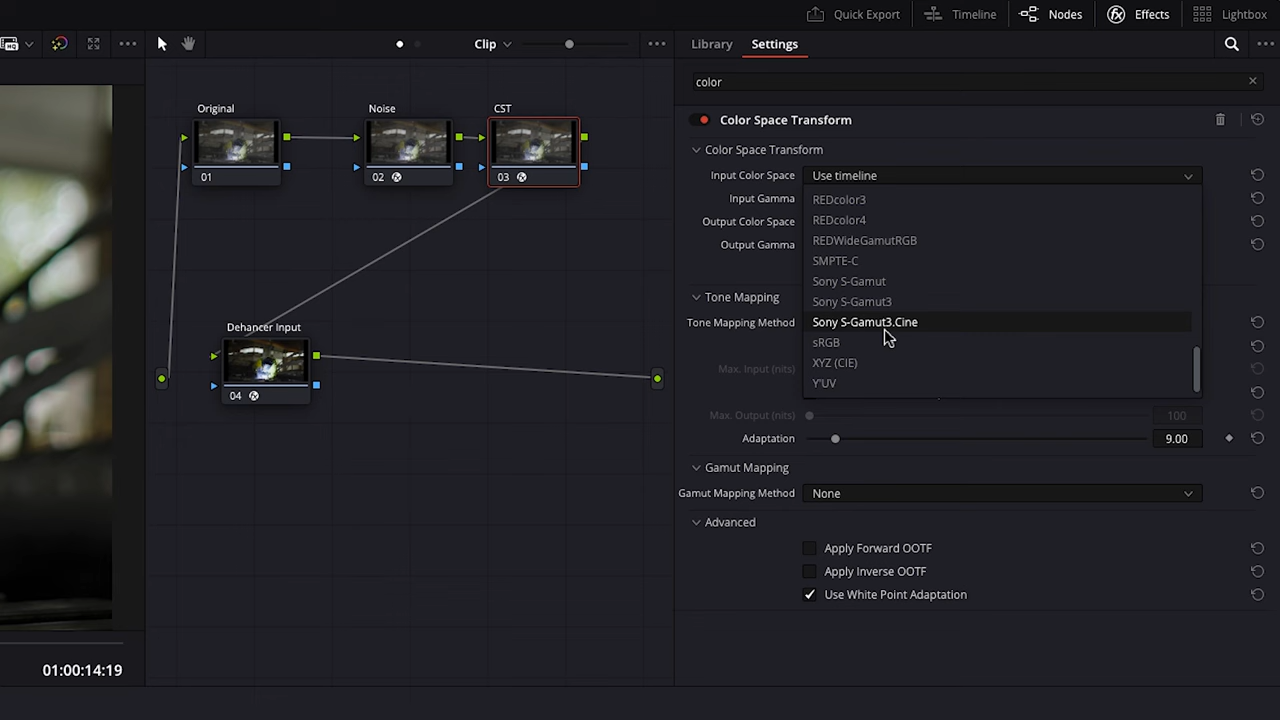 Quick Export
Timeline
Nodes
Effects
Lightbox
HQ
Clip
Library
Settings
color
Original
Noise
CST
01
02
03
Dehancer Input
04
Color Space Transform
Color Space Transform
Input Color Space
Use timeline
Input Gamma
Output Color Space
Output Gamma
REDcolor3
REDcolor4
REDWideGamutRGB
SMPTE-C
Sony S-Gamut
Sony S-Gamut3
Sony S-Gamut3.Cine
sRGB
XYZ (CIE)
Y'UV
Tone Mapping
Tone Mapping Method
Max. Input (nits)
Max. Output (nits)
100
Adaptation
9.00
Gamut Mapping
Gamut Mapping Method
None
Advanced
Apply Forward OOTF
Apply Inverse OOTF
Use White Point Adaptation
01:00:14:19